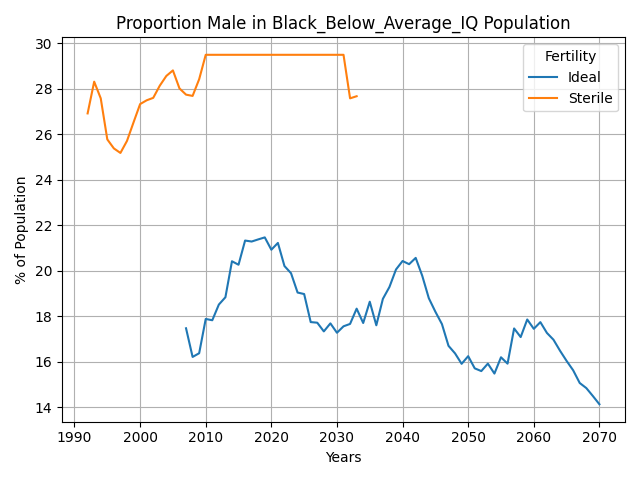 Proportion Male in Black_Below_Average_IQ Population
30
28
26
24
22
20
18
16
14
% of Population
Fertility
Ideal
Sterile
1990 2000 2010 2020 2030 2040 2050 2060 2070
Years